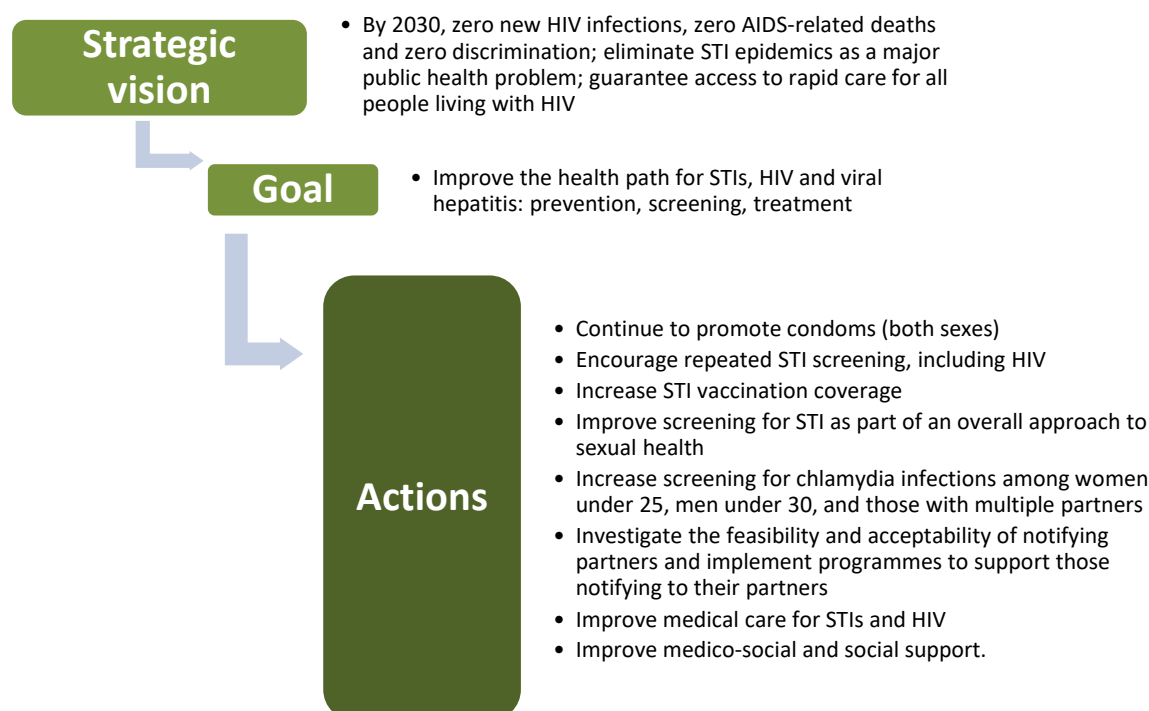 Strategic
vision
• By 2030, zero new HIV infections, zero AIDS-related deaths
and zero discrimination; eliminate STI epidemics as a major
public health problem; guarantee access to rapid care for all
people living with HIV
Goal
• Improve the health path for STIs, HIV and viral
hepatitis: prevention, screening, treatment
Actions
• Continue to promote condoms (both sexes)
• Encourage repeated STI screening, including HIV
• Increase STI vaccination coverage
• Improve screening for STI as part of an overall approach to
sexual health
• Increase screening for chlamydia infections among women
under 25, men under 30, and those with multiple partners
• Investigate the feasibility and acceptability of notifying
partners and implement programmes to support those
notifying to their partners
• Improve medical care for STIs and HIV
• Improve medico-social and social support.